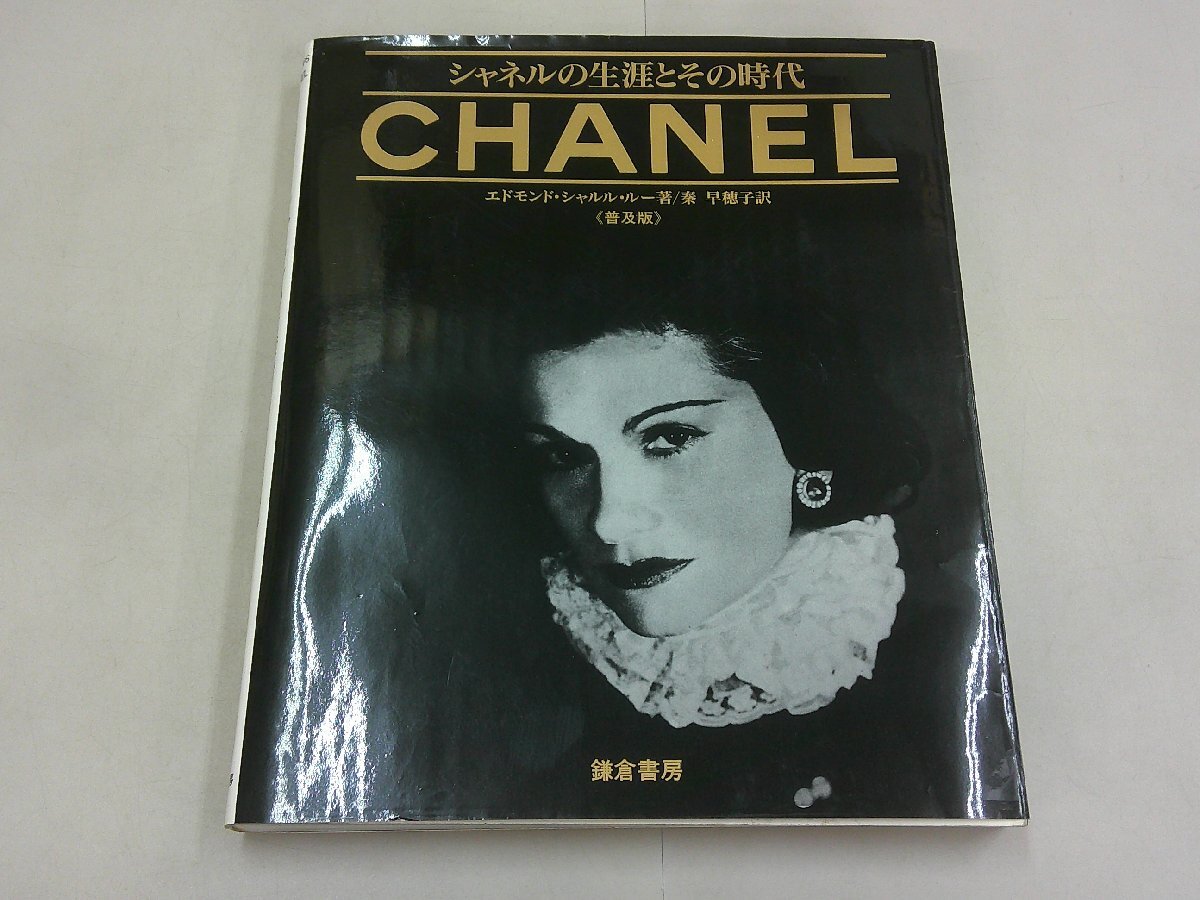 シャネルの生涯とその時代
CHANEL
エドモンド・シャルル・ルー著/秦 早穂子訳
《普及版》
鎌倉書房